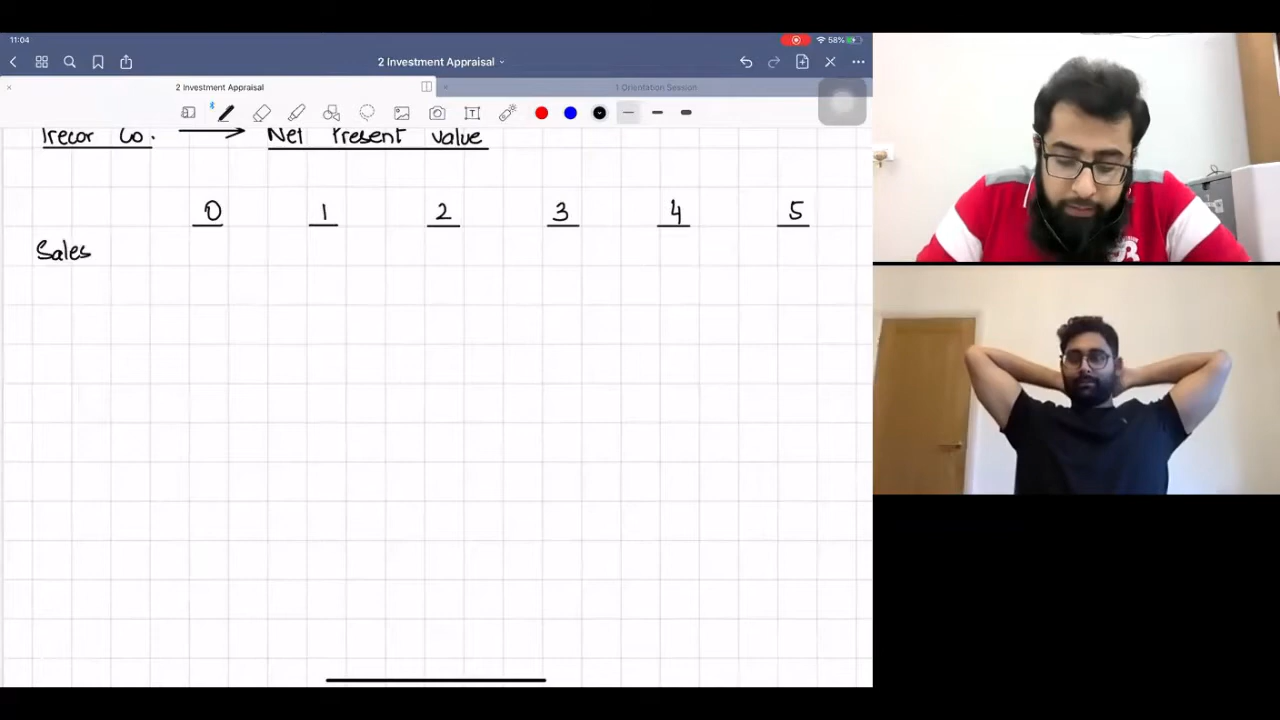 11:04
58%
2 Investment Appraisal
2 Investment Appraisal
1 Orientation Session
T
Trecor Co. → Net Present value
0 1 2 3 4 5
Sales